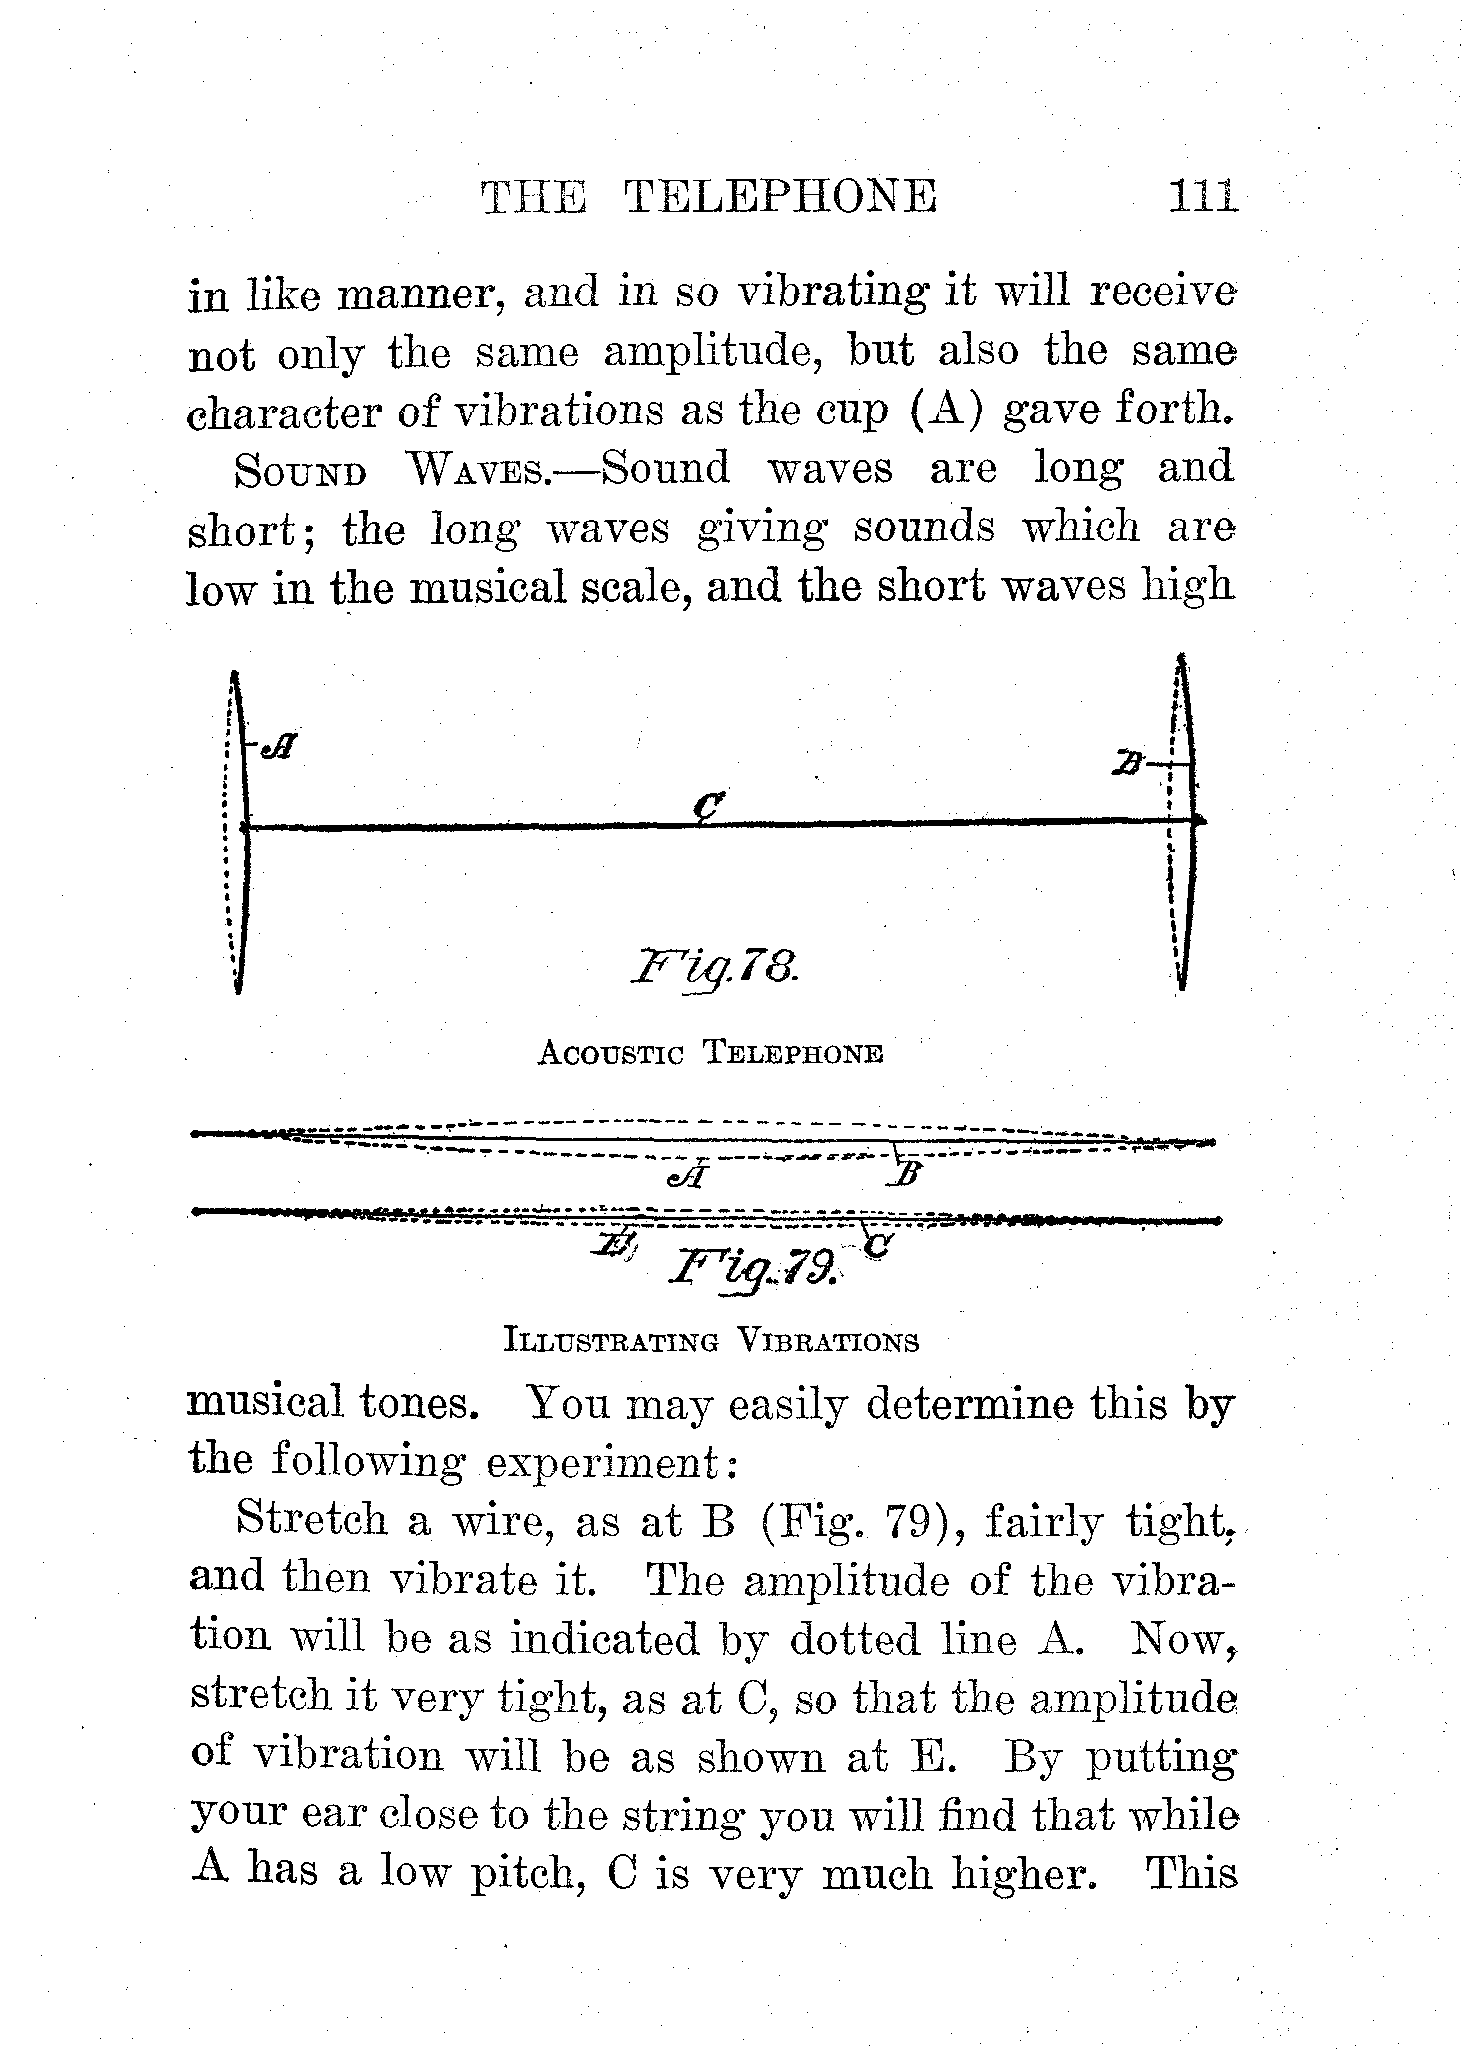 THE TELEPHONE 111
in like manner, and in so vibrating it will receive
not only the same amplitude, but also the same
character of vibrations as the cup (A) gave forth.
SOUND WAVES.—Sound waves are long and
short; the long waves giving sounds which are
low in the musical scale, and the short waves high
A
B
C
Fig. 78.
ACOUSTIC TELEPHONE
A
B
E
C
Fig. 79.
ILLUSTRATING VIBRATIONS
musical tones. You may easily determine this by
the following experiment:
Stretch a wire, as at B (Fig. 79), fairly tight,
and then vibrate it. The amplitude of the vibra-
tion will be as indicated by dotted line A. Now,
stretch it very tight, as at C, so that the amplitude
of vibration will be as shown at E. By putting
your ear close to the string you will find that while
A has a low pitch, C is very much higher. This